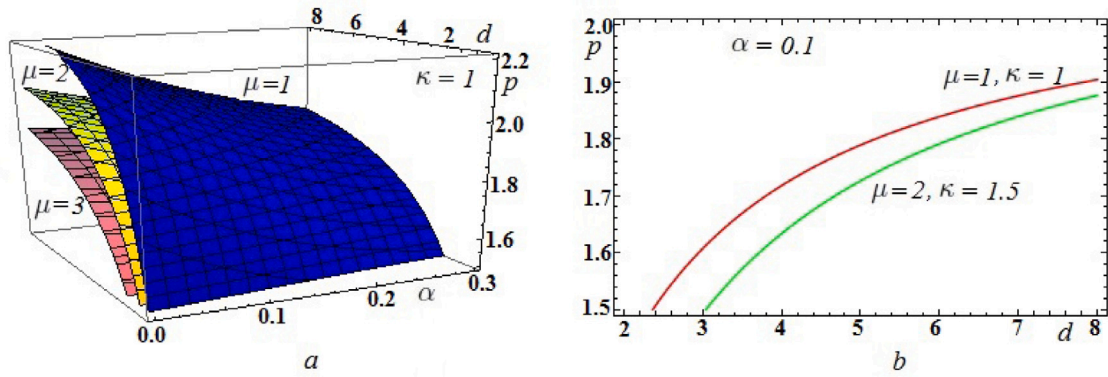 8
6
4
2
d
2.2
p
κ = 1
μ=1
μ=2
2.0
1.8
μ=3
1.6
0.3
α
0.2
0.1
0.0
a
2.0
p
α = 0.1
1.9
μ=1, κ = 1
1.8
μ=2, κ = 1.5
1.7
1.6
1.5
2 3 4 5 6 7 d 8
b